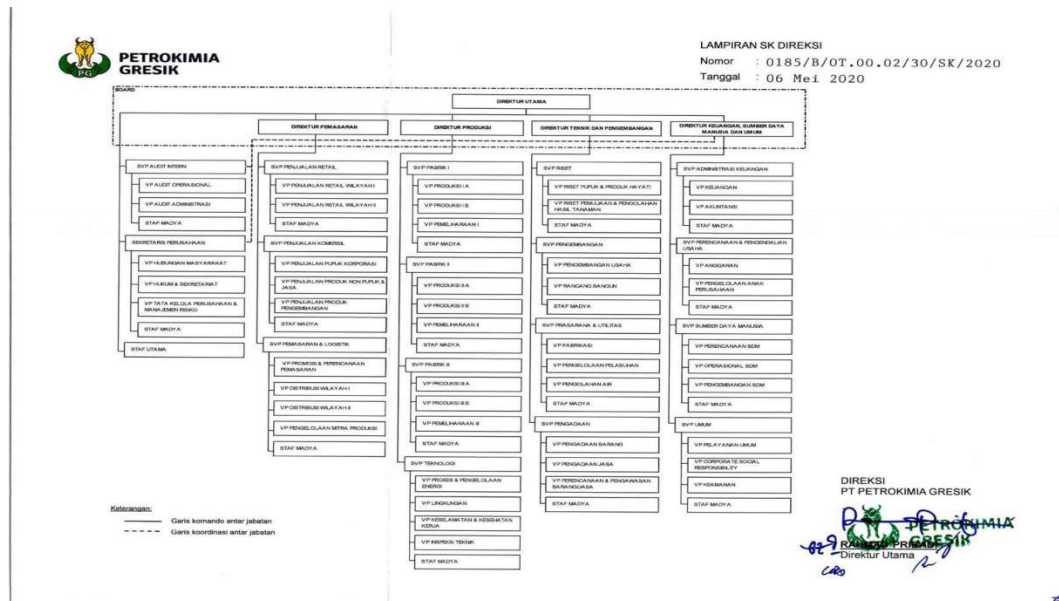 PETROKIMIA
GRESIK
PG
LAMPIRAN SK DIREKSI
Nomor : 0185/B/OT.00.02/30/SK/2020
Tanggal : 06 Mei 2020
BOARD
DIREKTUR UTAMA
DIREKTUR PEMASARAN
DIREKTUR PRODUKSI
DIREKTUR TEKNIK DAN PENGEMBANGAN
DIREKTUR KEUANGAN, SUMBER DAYA
MANUSIA DAN UMUM
SVP AUDIT INTERN
VP AUDIT OPERASIONAL
VP AUDIT ADMINISTRASI
STAF MADYA
SEKRETARIS PERUSAHAAN
VP HUBUNGAN MASYARAKAT
VP HUKUM & SEKRETARIAT
VP TATA KELOLA PERUSAHAAN &
MANAJEMEN RISIKO
STAF MADYA
STAF UTAMA
SVP PENJUALAN RETAIL
VP PENJUALAN RETAIL WILAYAH I
VP PENJUALAN RETAIL WILAYAH II
STAF MADYA
SVP PENJUALAN KOMERSIL
VP PENJUALAN PUPUK KORPORASI
VP PENJUALAN PRODUK NON PUPUK &
JASA
VP PENJUALAN PRODUK
PENGEMBANGAN
STAF MADYA
SVP PEMASARAN & LOGISTIK
VP PROMOSI & PERENCANAAN
PEMASARAN
VP DISTRIBUSI WILAYAH I
VP DISTRIBUSI WILAYAH II
VP PENGELOLAAN MITRA PRODUKSI
STAF MADYA
SVP PABRIK I
VP PRODUKSI I A
VP PRODUKSI I B
VP PEMELIHARAAN I
STAF MADYA
SVP PABRIK II
VP PRODUKSI II A
VP PRODUKSI II B
VP PEMELIHARAAN II
STAF MADYA
SVP PABRIK III
VP PRODUKSI III A
VP PRODUKSI III B
VP PEMELIHARAAN III
STAF MADYA
SVP TEKNOLOGI
VP PROSES & PENGELOLAAN
ENERGI
VP LINGKUNGAN
VP KESELAMATAN & KESEHATAN
KERJA
VP INSPEKSI TEKNIK
STAF MADYA
SVP RISET
VP RISET PUPUK & PRODUK HAYATI
VP RISET PEMULIAAN & PENGOLAHAN
HASIL TANAMAN
STAF MADYA
SVP PENGEMBANGAN
VP PENGEMBANGAN USAHA
VP RANCANG BANGUN
STAF MADYA
SVP PRASARANA & UTILITAS
VP FABRIKASI
VP PENGELOLAAN PELABUHAN
VP PENGOLAHAN AIR
STAF MADYA
SVP PENGADAAN
VP PENGADAAN BARANG
VP PENGADAAN JASA
VP PERENCANAAN & PENGAWASAN
BARANG/JASA
STAF MADYA
SVP ADMINISTRASI KEUANGAN
VP KEUANGAN
VP AKUNTANSI
STAF MADYA
SVP PERENCANAAN & PENGENDALIAN
USAHA
VP ANGGARAN
VP PENGELOLAAN ANAK
PERUSAHAAN
STAF MADYA
SVP SUMBER DAYA MANUSIA
VP PERENCANAAN SDM
VP OPERASIONAL SDM
VP PENGEMBANGAN SDM
STAF MADYA
SVP UMUM
VP PELAYANAN UMUM
VP CORPORATE SOCIAL
RESPONSIBILITY
VP KEAMANAN
STAF MADYA
Keterangan:
Garis komando antar jabatan
Garis koordinasi antar jabatan
DIREKSI
PT PETROKIMIA GRESIK
PETROKIMIA
GRESIK
RAHMAD PRIBADI
Direktur Utama